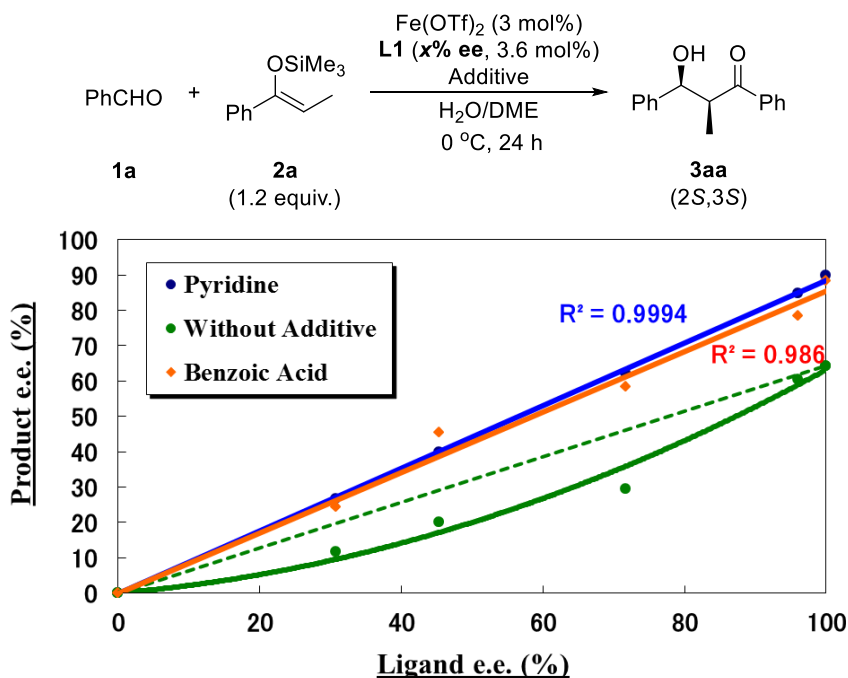 Fe(OTf)2 (3 mol%)
L1 (x% ee, 3.6 mol%)
Additive
H2O/DME
0 °C, 24 h
PhCHO
+
OSiMe3
Ph
OH
O
Ph
Ph
1a
2a
3aa
(1.2 equiv.)
(2S,3S)
Product e.e. (%)
100
90
80
70
60
50
40
30
20
10
0
Pyridine
Without Additive
Benzoic Acid
R² = 0.9994
R² = 0.986
0
20
40
60
80
100
Ligand e.e. (%)